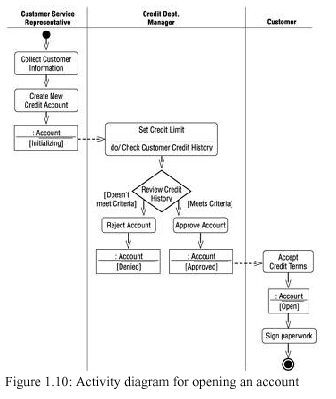 Customer Service
Representative
Credit Dept.
Manager
Customer
Collect Customer
Information
Create New
Credit Account
: Account
[Initializing]
Set Credit Limit
do/ Check Customer Credit History
Review Credit
History
[Doesn't
meet Criteria]
[Meets Criteria]
Reject Account
Approve Account
: Account
[Denied]
: Account
[Approved]
Accept
Credit Terms
: Account
[Open]
Sign paperwork
Figure 1.10: Activity diagram for opening an account